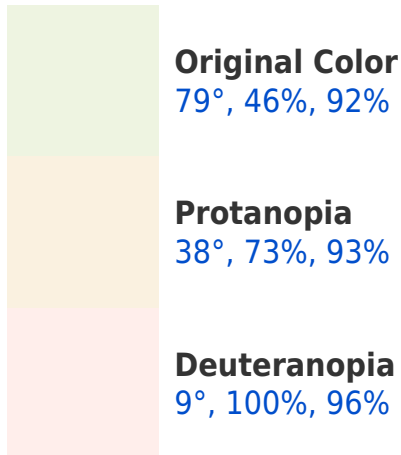 Original Color
79°, 46%, 92%
Protanopia
38°, 73%, 93%
Deuteranopia
9°, 100%, 96%